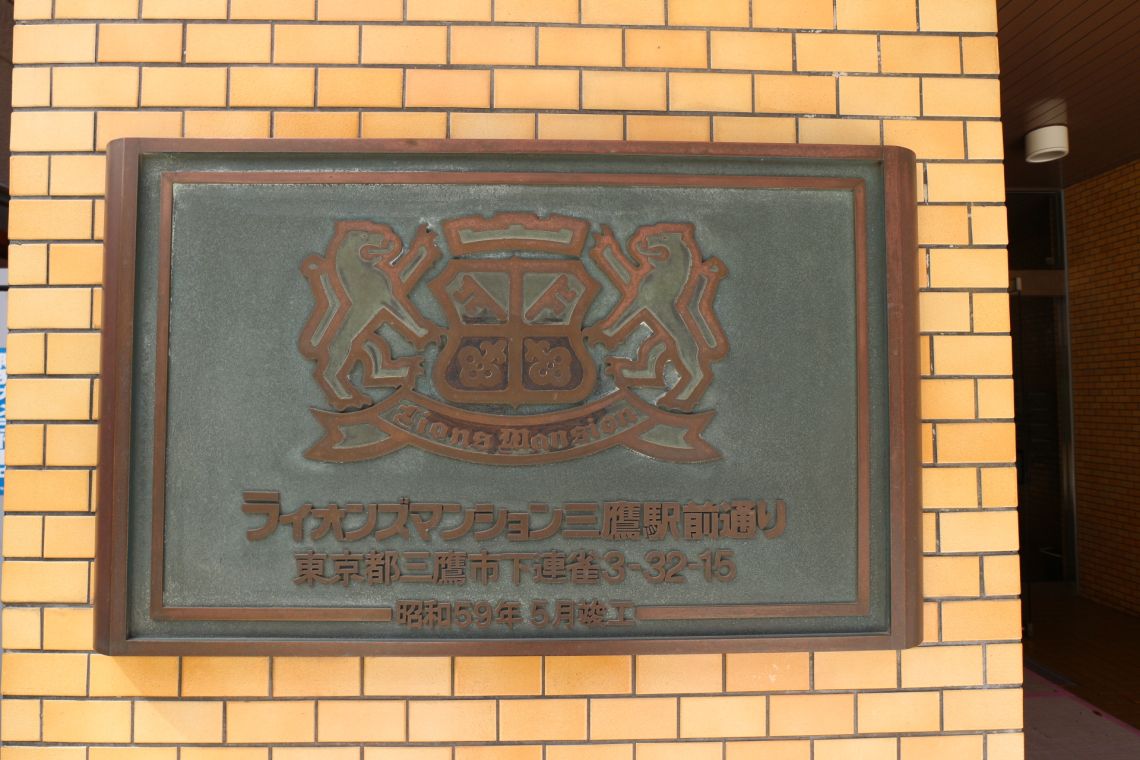 Lions Mansion
ライオンズマンション三鷹駅前通り
東京都三鷹市下連雀3-32-15
昭和59年5月竣工